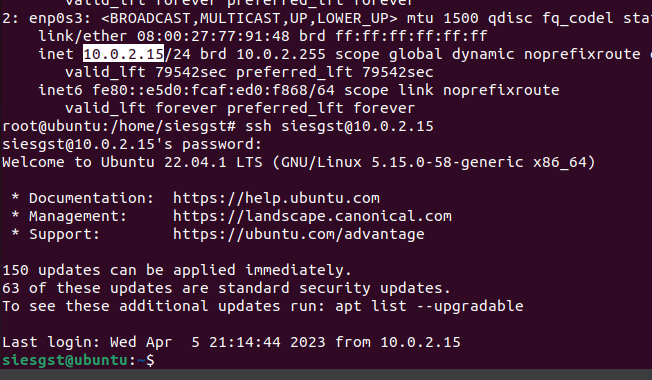 valid_lft forever preferred_lft forever
2: enp0s3: <BROADCAST,MULTICAST,UP,LOWER_UP> mtu 1500 qdisc fq_codel stat
link/ether 08:00:27:77:91:48 brd ff:ff:ff:ff:ff:ff
inet 10.0.2.15/24 brd 10.0.2.255 scope global dynamic noprefixroute
valid_lft 79542sec preferred_lft 79542sec
inet6 fe80::e5d0:fcaf:ed0:f868/64 scope link noprefixroute
valid_lft forever preferred_lft forever
root@ubuntu:/home/siesgst# ssh siesgst@10.0.2.15
siesgst@10.0.2.15's password:
Welcome to Ubuntu 22.04.1 LTS (GNU/Linux 5.15.0-58-generic x86_64)
* Documentation: https://help.ubuntu.com
* Management: https://landscape.canonical.com
* Support: https://ubuntu.com/advantage
150 updates can be applied immediately.
63 of these updates are standard security updates.
To see these additional updates run: apt list --upgradable
Last login: Wed Apr 5 21:14:44 2023 from 10.0.2.15
siesgst@ubuntu:~$